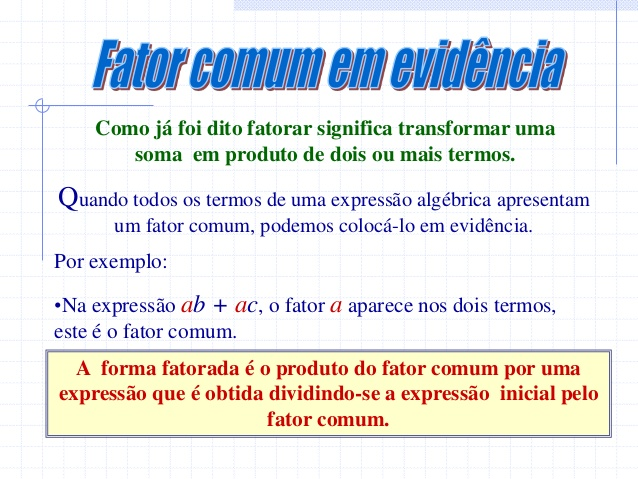 Fator comum em evidência
Como já foi dito fatorar significa transformar uma
soma em produto de dois ou mais termos.
Quando todos os termos de uma expressão algébrica apresentam
um fator comum, podemos colocá-lo em evidência.
Por exemplo:
•Na expressão ab + ac, o fator a aparece nos dois termos,
este é o fator comum.
A forma fatorada é o produto do fator comum por uma
expressão que é obtida dividindo-se a expressão inicial pelo
fator comum.